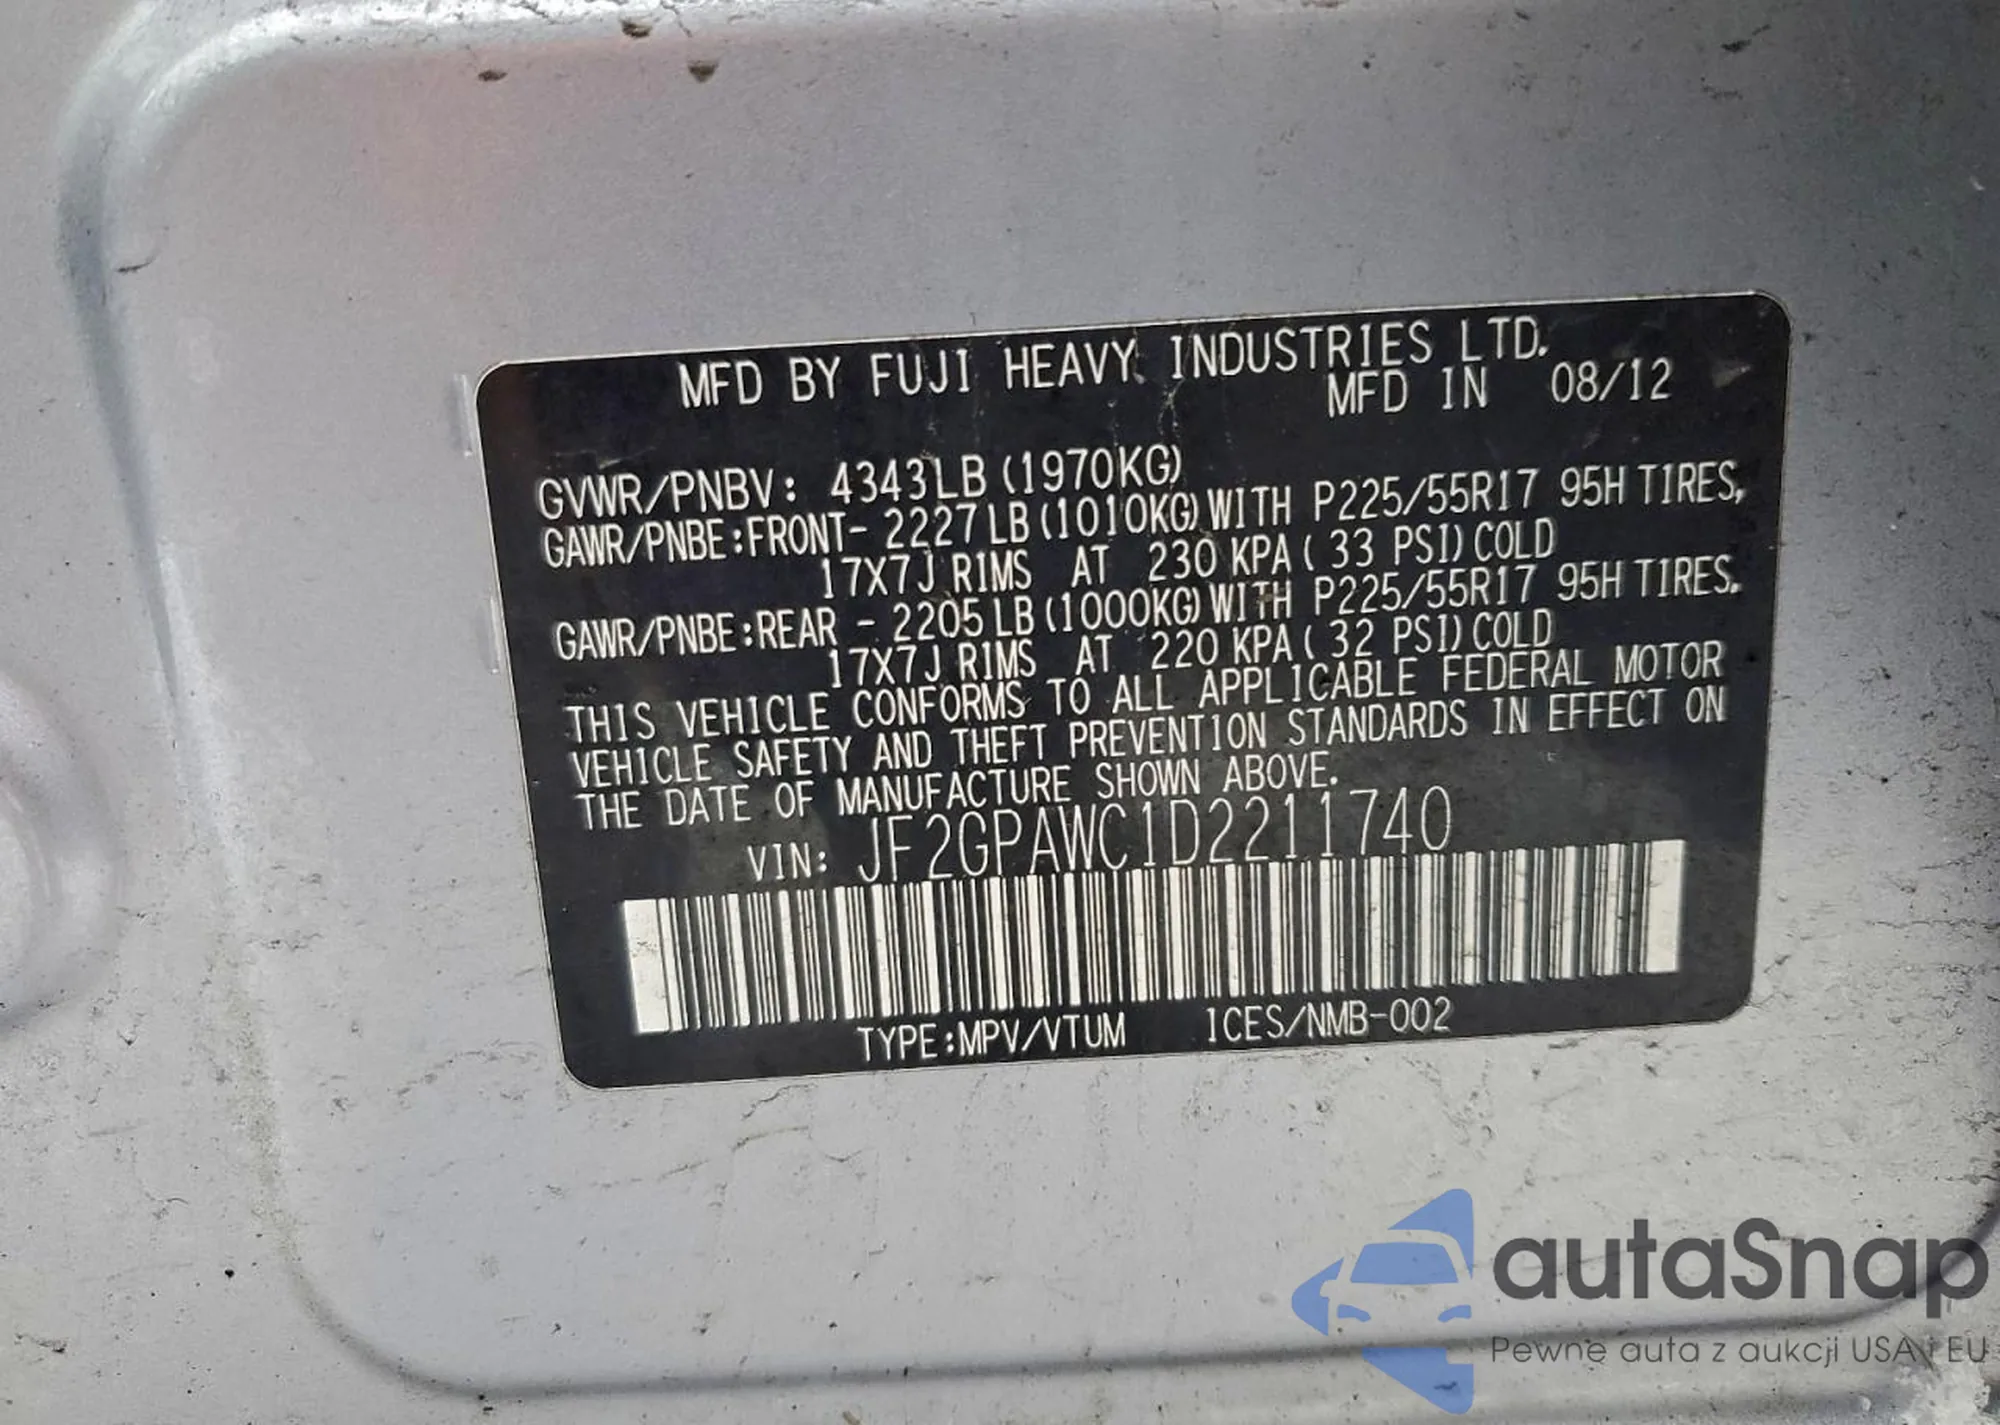 MFD BY FUJI HEAVY INDUSTRIES LTD.
MFD IN 08/12
GVWR/PNBV: 4343LB (1970KG)
GAWR/PNBE:FRONT- 2227LB(1010KG)WITH P225/55R17 95H TIRES,
17X7J RIMS AT 230 KPA( 33 PSI)COLD
GAWR/PNBE:REAR - 2205LB(1000KG)WITH P225/55R17 95H TIRES,
17X7J RIMS AT 220 KPA( 32 PSI)COLD
THIS VEHICLE CONFORMS TO ALL APPLICABLE FEDERAL MOTOR
VEHICLE SAFETY AND THEFT PREVENTION STANDARDS IN EFFECT ON
THE DATE OF MANUFACTURE SHOWN ABOVE.
VIN: JF2GPAWC1D2211740
TYPE:MPV/VTUM ICES/NMB-002
autaSnap
Pewne auta z aukcji USA i EU